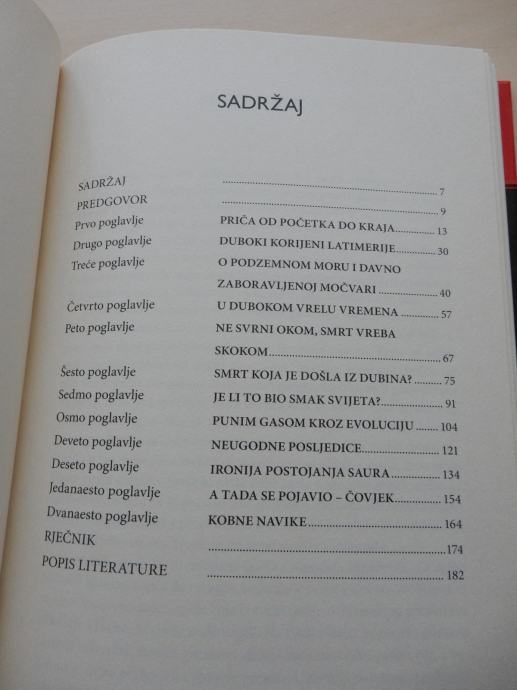 SADRŽAJ
SADRŽAJ ........ 7
PREDGOVOR ........ 9
Prvo poglavlje PRIČA OD POČETKA DO KRAJA........ 13
Drugo poglavlje DUBOKI KORIJENI LATIMERIJE........ 30
Treće poglavlje O PODZEMNOM MORU I DAVNO
ZABORAVLJENOJ MOČVARI ........ 40
Četvrto poglavlje U DUBOKOM VRELU VREMENA ........ 57
Peto poglavlje NE SVRNI OKOM, SMRT VREBA
SKOKOM........ 67
Šesto poglavlje SMRT KOJA JE DOŠLA IZ DUBINA? ........ 75
Sedmo poglavlje JE LI TO BIO SMAK SVIJETA?........ 91
Osmo poglavlje PUNIM GASOM KROZ EVOLUCIJU ........ 104
Deveto poglavlje NEUGODNE POSLJEDICE........ 121
Deseto poglavlje IRONIJA POSTOJANJA SAURA........ 134
Jedanaesto poglavlje A TADA SE POJAVIO – ČOVJEK........ 154
Dvanaesto poglavlje KOBNE NAVIKE........ 164
RJEČNIK ........ 174
POPIS LITERATURE ........ 182